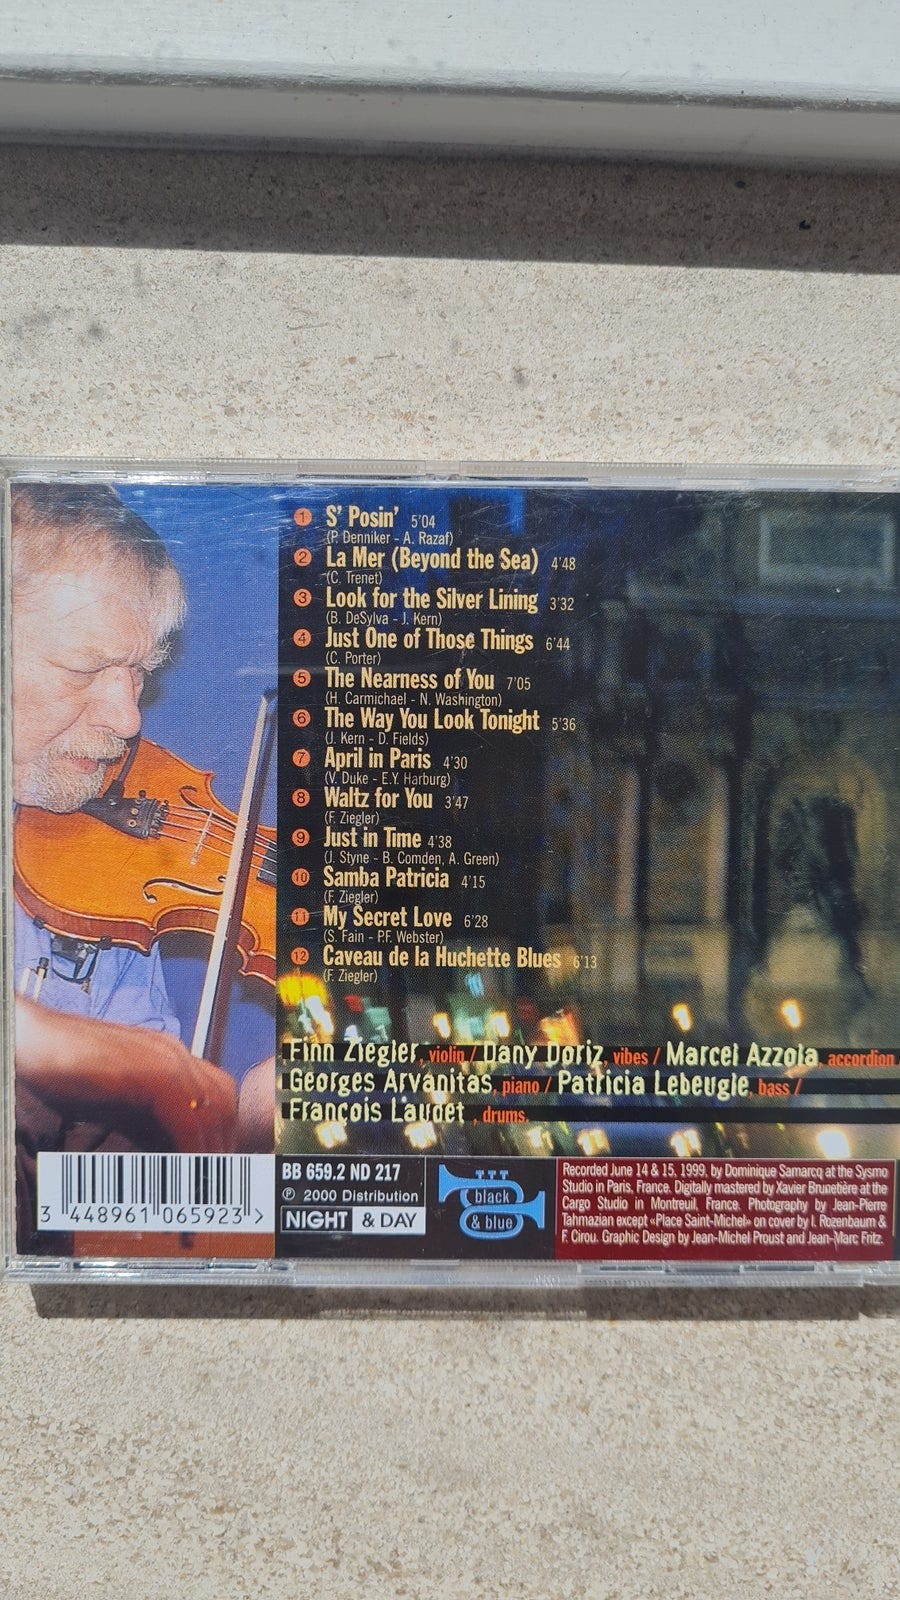 1 S' Posin' 5'04
(P. Denniker - A. Razaf)
2 La Mer (Beyond the Sea) 4'48
(C. Trenet)
3 Look for the Silver Lining 3'32
(B. DeSylva - J. Kern)
4 Just One of Those Things 6'44
(C. Porter)
5 The Nearness of You 7'05
(H. Carmichael - N. Washington)
6 The Way You Look Tonight 5'36
(J. Kern - D. Fields)
7 April in Paris 4'30
(V. Duke - E.Y. Harburg)
8 Waltz for You 3'47
(F. Ziegler)
9 Just in Time 4'38
(J. Styne - B. Comden, A. Green)
10 Samba Patricia 4'15
(F. Ziegler)
11 My Secret Love 6'28
(S. Fain - P.F. Webster)
12 Caveau de la Huchette Blues 6'13
(F. Ziegler)
Finn Ziegler, violin / Dany Doriz, vibes / Marcel Azzola, accordion /
Georges Arvanitas, piano / Patricia Lebeugle, bass /
François Laudet, drums.
3 448961 065923 >
BB 659.2 ND 217
℗ 2000 Distribution
NIGHT & DAY
black
& blue
Recorded June 14 & 15, 1999, by Dominique Samarcq at the Sysmo
Studio in Paris, France. Digitally mastered by Xavier Brunetière at the
Cargo Studio in Montreuil, France. Photography by Jean-Pierre
Tahmazian except «Place Saint-Michel» on cover by I. Rozenbaum &
F. Cirou. Graphic Design by Jean-Michel Proust and Jean-Marc Fritz.